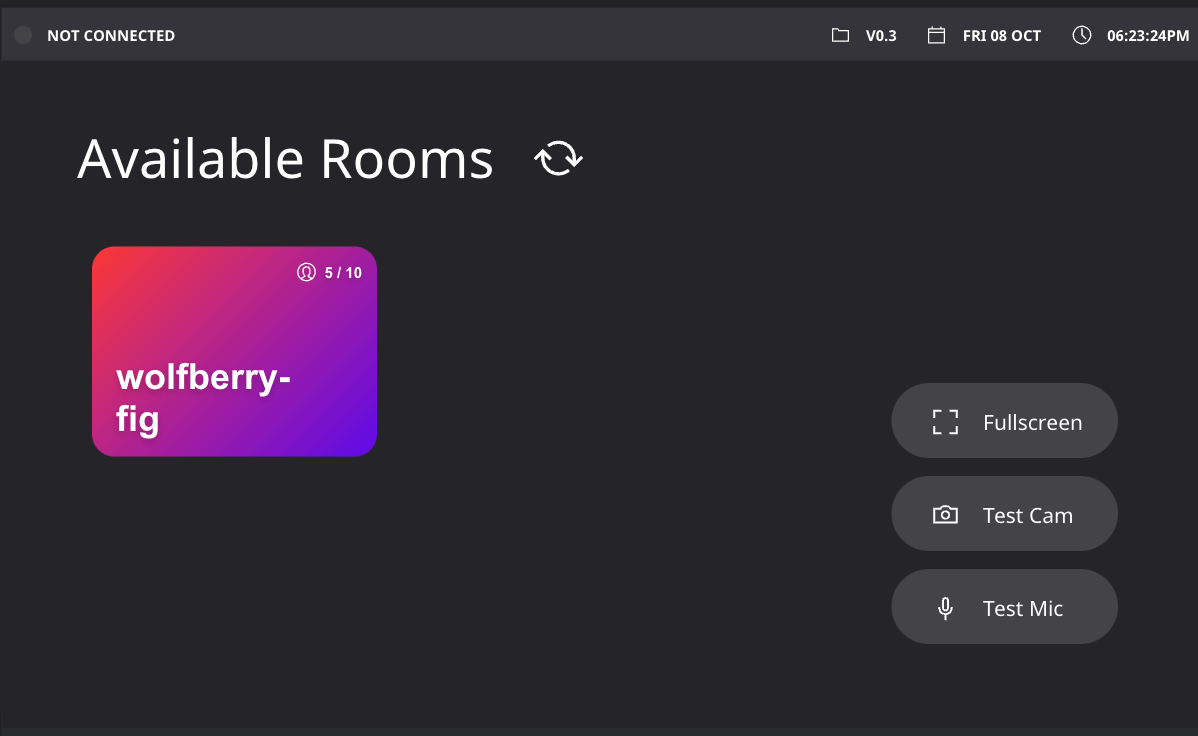 NOT CONNECTED
V0.3
FRI 08 OCT
06:23:24PM
Available Rooms
5 / 10
wolfberry-
fig
Fullscreen
Test Cam
Test Mic